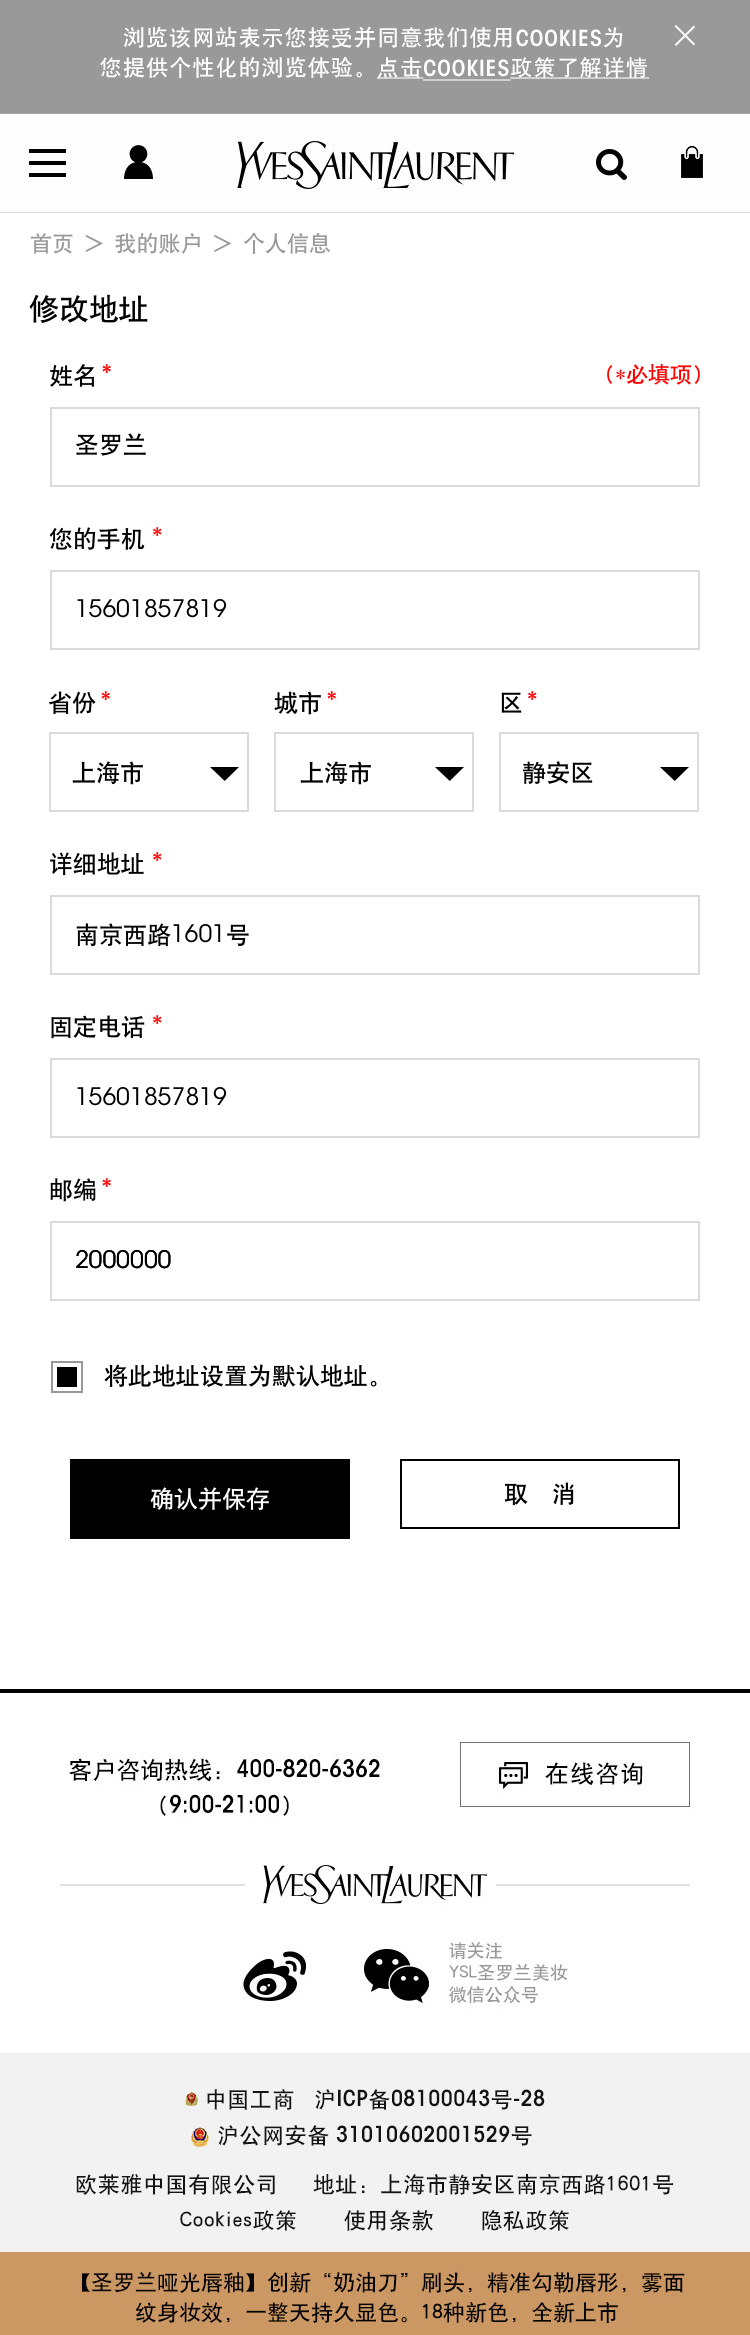 浏览该网站表示您接受并同意我们使用COOKIES为
您提供个性化的浏览体验。点击COOKIES政策了解详情
YVESSAINTLAURENT
首页 > 我的账户 > 个人信息
修改地址
姓名* （*必填项）
圣罗兰
您的手机 *
15601857819
省份* 城市* 区*
上海市 上海市 静安区
详细地址 *
南京西路1601号
固定电话 *
15601857819
邮编*
2000000
将此地址设置为默认地址。
确认并保存 取 消
客户咨询热线：400-820-6362
（9:00-21:00）
在线咨询
YVESSAINTLAURENT
请关注
YSL圣罗兰美妆
微信公众号
中国工商 沪ICP备08100043号-28
沪公网安备 31010602001529号
欧莱雅中国有限公司 地址：上海市静安区南京西路1601号
Cookies政策 使用条款 隐私政策
【圣罗兰哑光唇釉】创新“奶油刀”刷头，精准勾勒唇形，雾面
纹身妆效，一整天持久显色。18种新色，全新上市